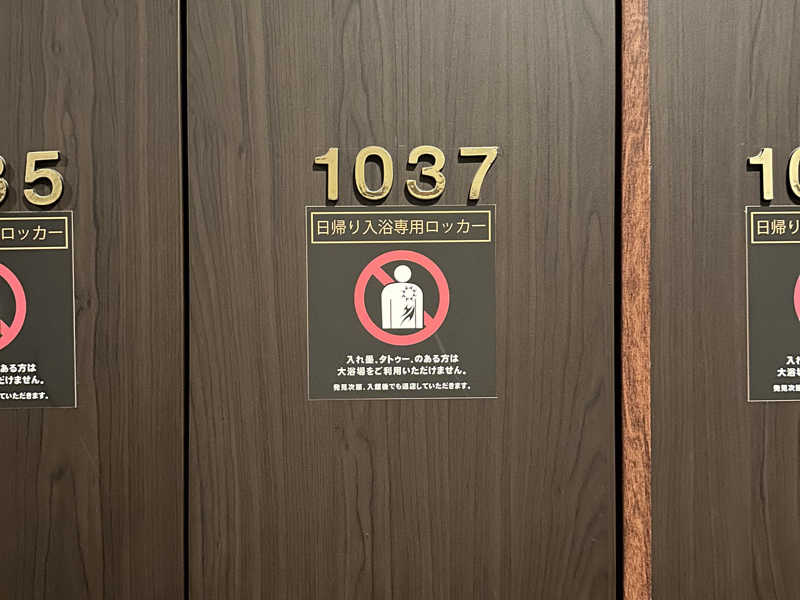 35
ロッカー
ある方は
だけません。
ていただきます。
1037
日帰り入浴専用ロッカー
入れ墨、タトゥー、のある方は
大浴場をご利用いただけません。
発見次第、入館後でも退店していただきます。
10
日帰り
入れ
大浴場
発見次第